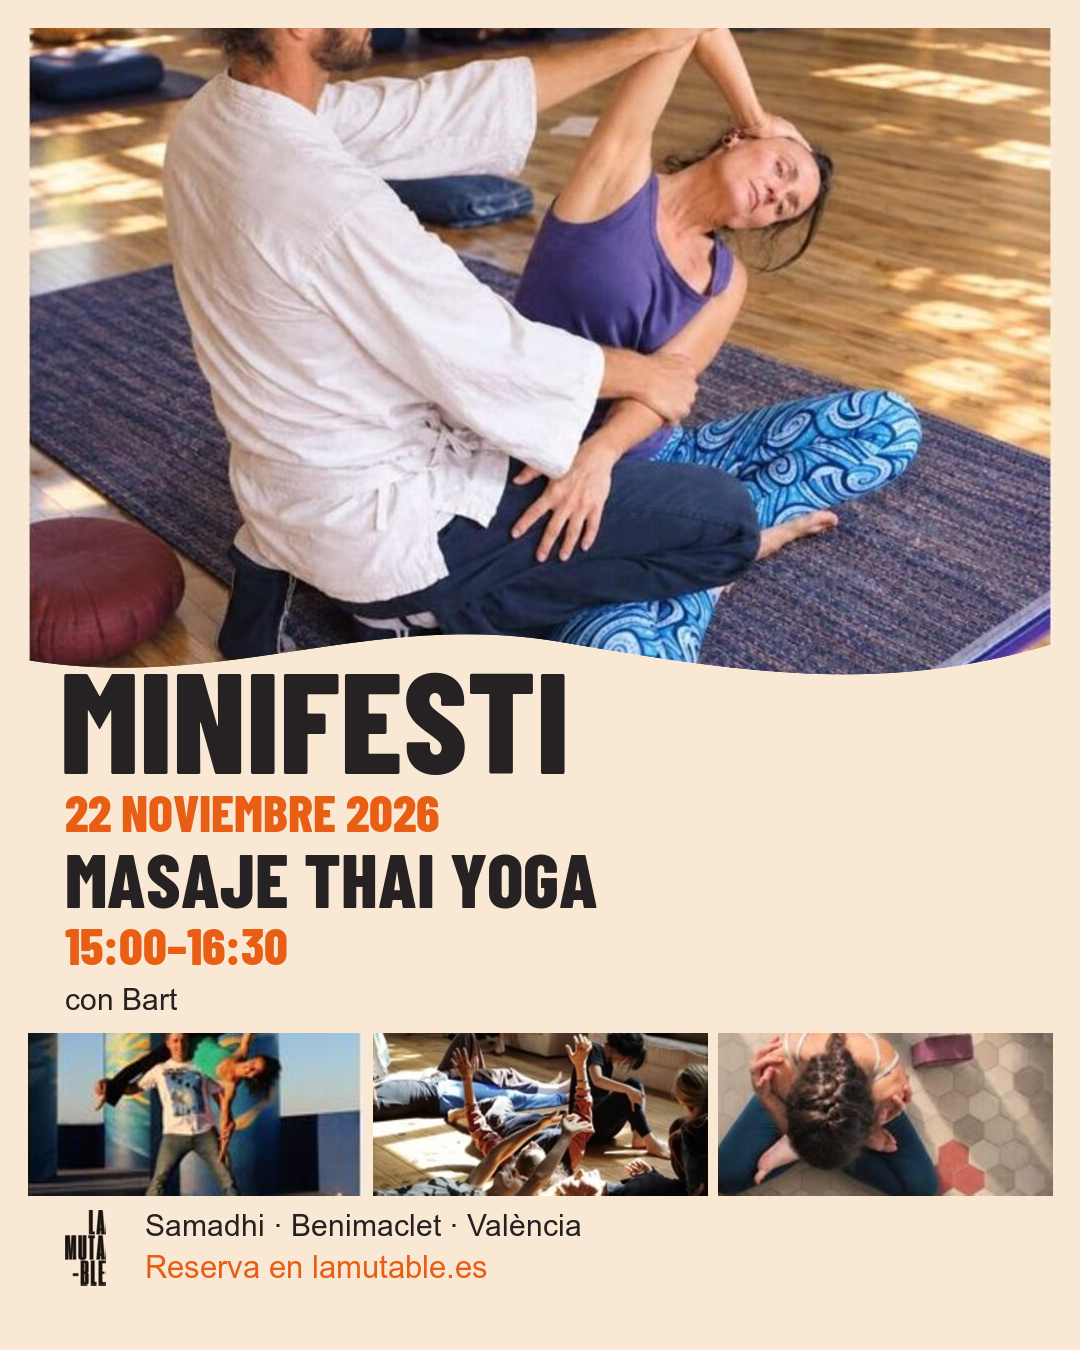 MINIFESTI
22 NOVIEMBRE 2026
MASAJE THAI YOGA
15:00–16:30
con Bart
LA
MUTA
-BLE
Samadhi · Benimaclet · València
Reserva en lamutable.es